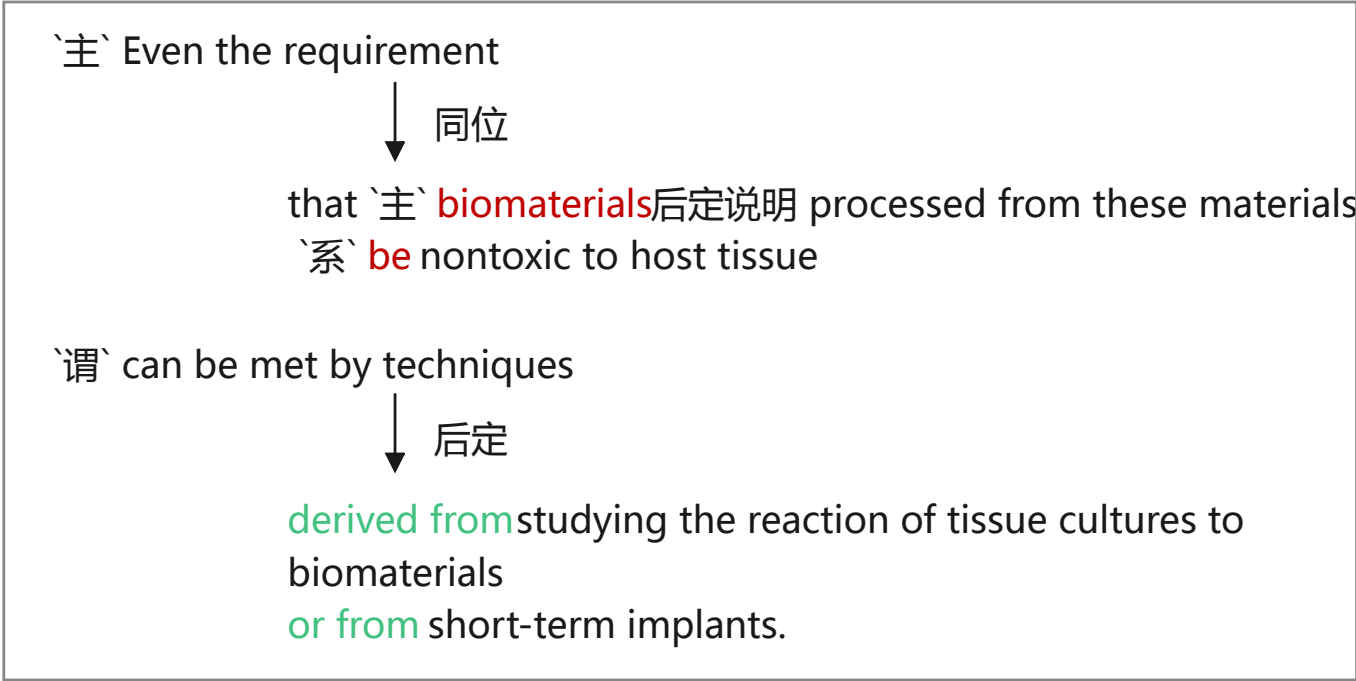 `主` Even the requirement
同位
that `主` biomaterials后定说明 processed from these materials
`系` be nontoxic to host tissue
`谓` can be met by techniques
后定
derived from studying the reaction of tissue cultures to
biomaterials
or from short-term implants.